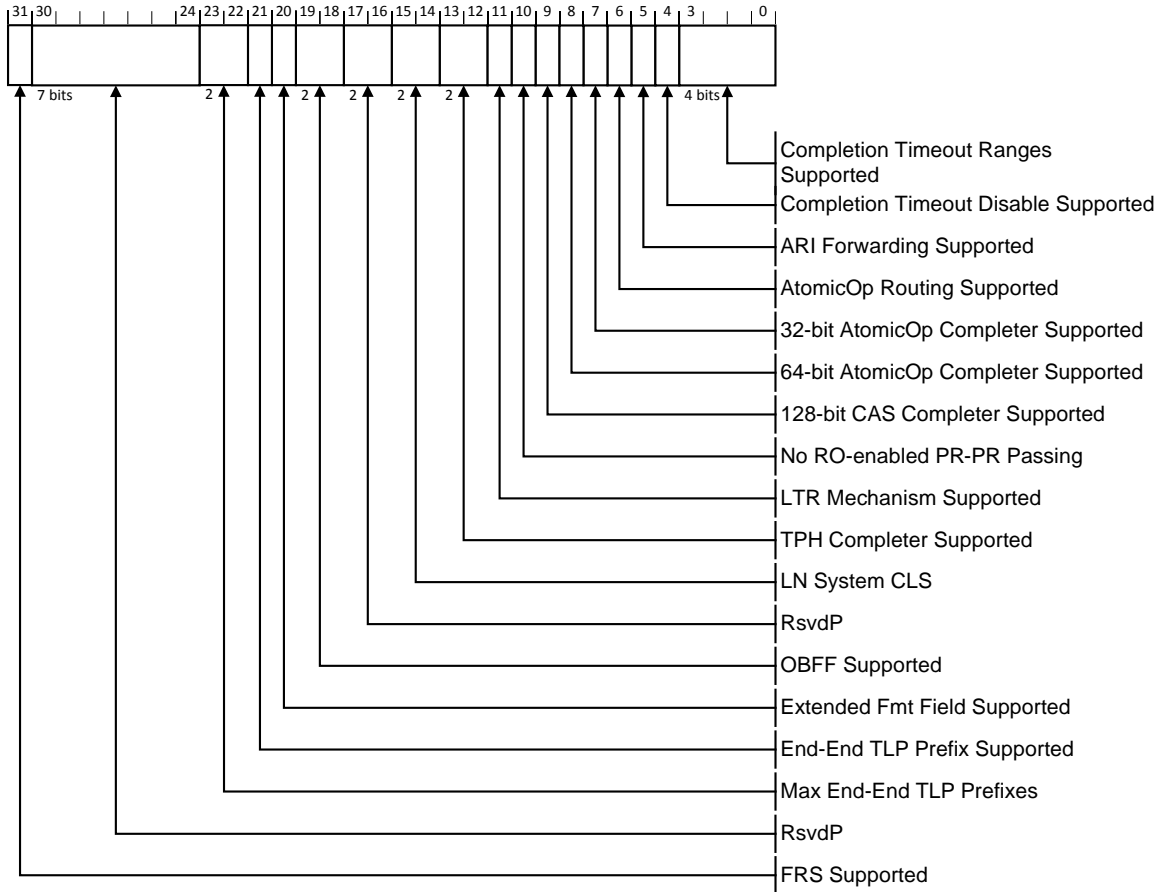 31 30 24 23 22 21 20 19 18 17 16 15 14 13 12 11 10 9 8 7 6 5 4 3 0
7 bits 2 2 2 2 2 4 bits
Completion Timeout Ranges
Supported
Completion Timeout Disable Supported
ARI Forwarding Supported
AtomicOp Routing Supported
32-bit AtomicOp Completer Supported
64-bit AtomicOp Completer Supported
128-bit CAS Completer Supported
No RO-enabled PR-PR Passing
LTR Mechanism Supported
TPH Completer Supported
LN System CLS
RsvdP
OBFF Supported
Extended Fmt Field Supported
End-End TLP Prefix Supported
Max End-End TLP Prefixes
RsvdP
FRS Supported